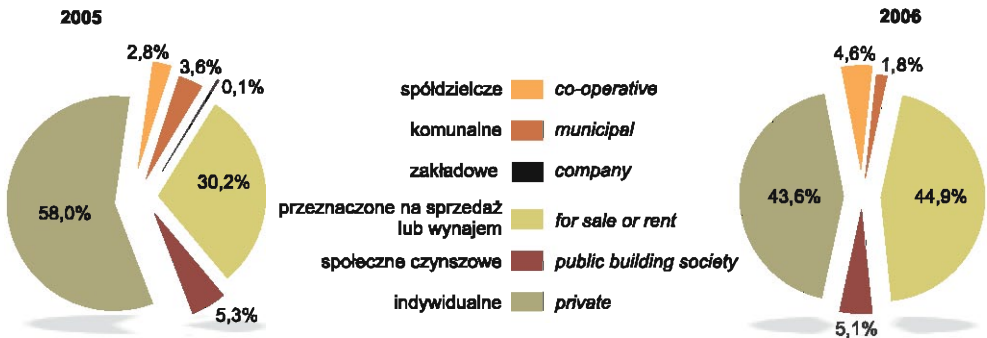 2005
2,8%
3,6%
0,1%
30,2%
58,0%
5,3%
spółdzielcze co-operative
komunalne municipal
zakładowe company
przeznaczone na sprzedaż
lub wynajem for sale or rent
społeczne czynszowe public building society
indywidualne private
2006
4,6%
1,8%
43,6%
44,9%
5,1%